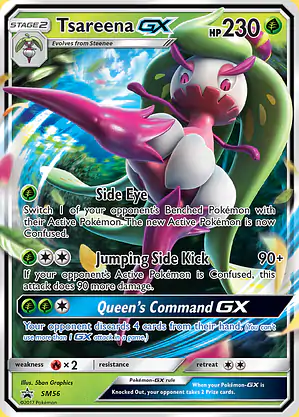 STAGE 2 Tsareena GX HP 230
Evolves from Steenee
Side Eye
Switch 1 of your opponent's Benched Pokémon with
their Active Pokémon. The new Active Pokémon is now
Confused.
Jumping Side Kick 90+
If your opponent's Active Pokémon is Confused, this
attack does 90 more damage.
Queen's Command GX
Your opponent discards 4 cards from their hand. (You can't
use more than 1 GX attack in a game.)
weakness ×2 resistance retreat
Illus. 5ban Graphics
Pokémon-GX rule
When your Pokémon-GX is
Knocked Out, your opponent takes 2 Prize cards.
SM56
©2017 Pokémon